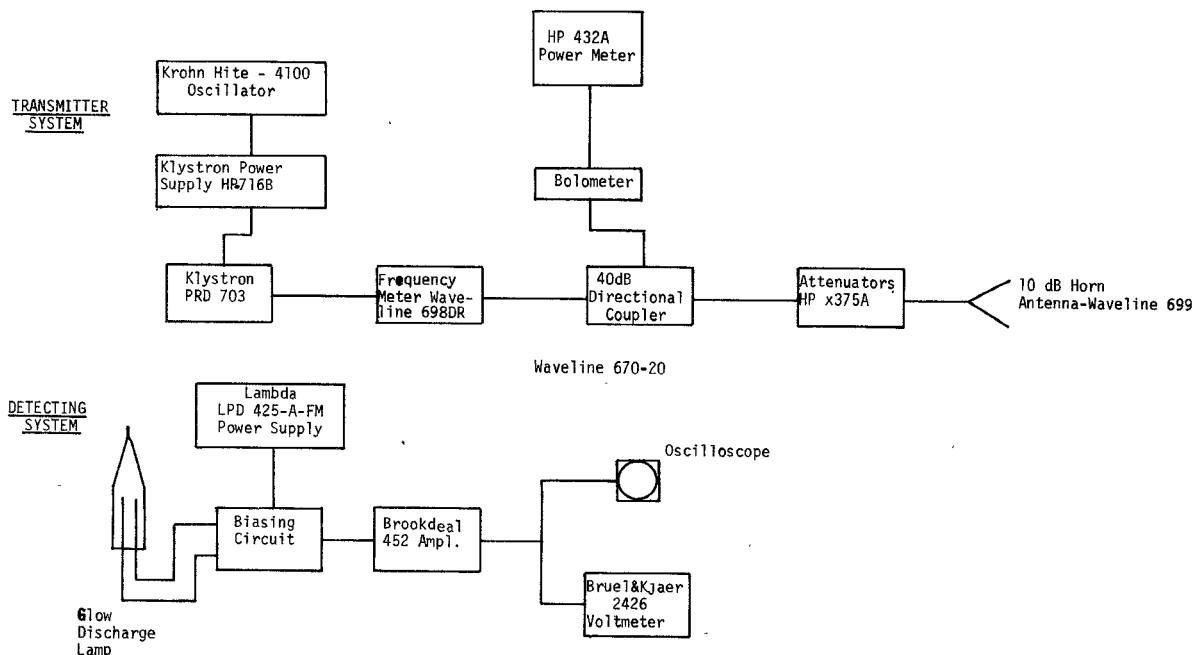 TRANSMITTER
SYSTEM
Krohn Hite - 4100
Oscillator
Klystron Power
Supply HP716B
Klystron
PRD 703
Frequency
Meter Wave-
line 698DR
HP 432A
Power Meter
Bolometer
40dB
Directional
Coupler
Attenuators
HP x375A
10 dB Horn
Antenna-Waveline 699
Waveline 670-20
DETECTING
SYSTEM
Lambda
LPD 425-A-FM
Power Supply
Biasing
Circuit
Brookdeal
452 Ampl.
Oscilloscope
Bruel&Kjaer
2426
Voltmeter
Glow
Discharge
Lamp